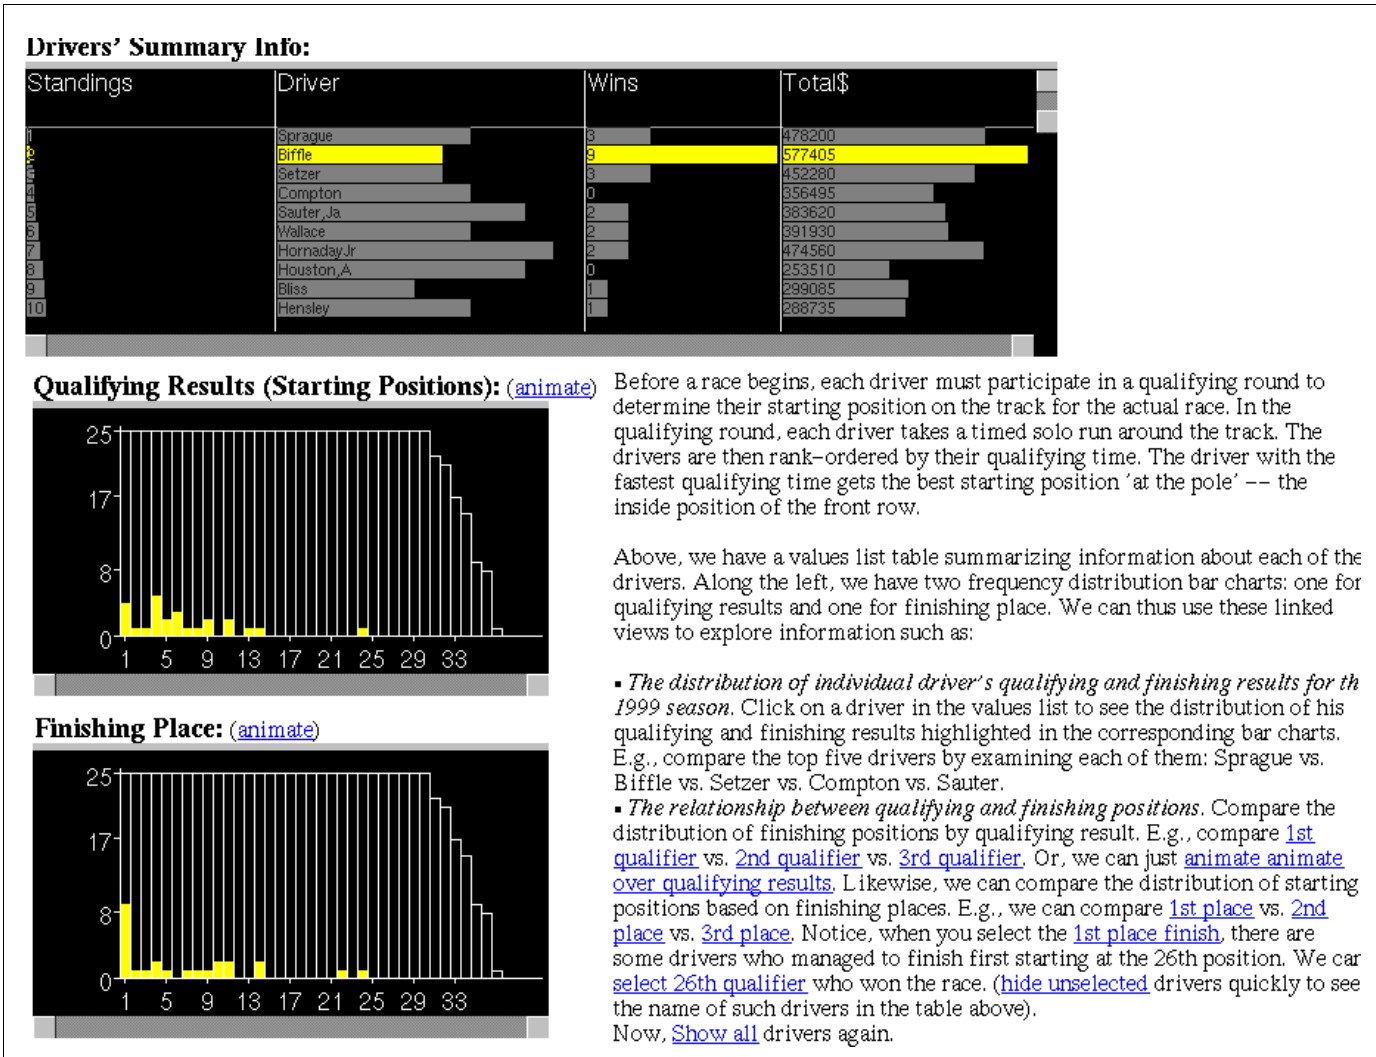 Drivers' Summary Info:
Standings Driver Wins Total$
1 Sprague 3 478200
2 Biffle 9 577405
3 Setzer 3 452280
4 Compton 0 356495
5 Sauter,Ja 2 383620
6 Wallace 2 391930
7 HornadayJr 2 474560
8 Houston,A 0 253510
9 Bliss 1 299085
10 Hensley 1 288735
Qualifying Results (Starting Positions): (animate)
25
17
8
0
1 5 9 13 17 21 25 29 33
Finishing Place: (animate)
25
17
8
0
1 5 9 13 17 21 25 29 33
Before a race begins, each driver must participate in a qualifying round to
determine their starting position on the track for the actual race. In the
qualifying round, each driver takes a timed solo run around the track. The
drivers are then rank-ordered by their qualifying time. The driver with the
fastest qualifying time gets the best starting position 'at the pole' -- the
inside position of the front row.
Above, we have a values list table summarizing information about each of the
drivers. Along the left, we have two frequency distribution bar charts: one for
qualifying results and one for finishing place. We can thus use these linked
views to explore information such as:
▪ The distribution of individual driver's qualifying and finishing results for th
1999 season. Click on a driver in the values list to see the distribution of his
qualifying and finishing results highlighted in the corresponding bar charts.
E.g., compare the top five drivers by examining each of them: Sprague vs.
Biffle vs. Setzer vs. Compton vs. Sauter.
▪ The relationship between qualifying and finishing positions. Compare the
distribution of finishing positions by qualifying result. E.g., compare 1st
qualifier vs. 2nd qualifier vs. 3rd qualifier. Or, we can just animate animate
over qualifying results. Likewise, we can compare the distribution of starting
positions based on finishing places. E.g., we can compare 1st place vs. 2nd
place vs. 3rd place. Notice, when you select the 1st place finish, there are
some drivers who managed to finish first starting at the 26th position. We can
select 26th qualifier who won the race. (hide unselected drivers quickly to see
the name of such drivers in the table above).
Now, Show all drivers again.